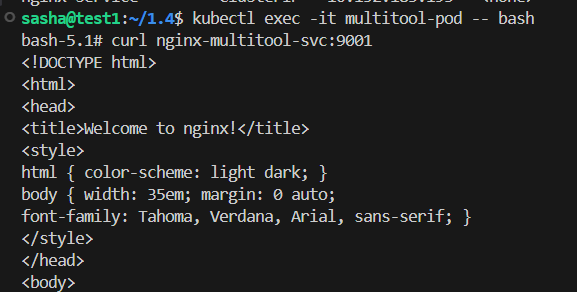 sasha@test1:~/1.4$ kubectl exec -it multitool-pod -- bash
bash-5.1# curl nginx-multitool-svc:9001
<!DOCTYPE html>
<html>
<head>
<title>Welcome to nginx!</title>
<style>
html { color-scheme: light dark; }
body { width: 35em; margin: 0 auto;
font-family: Tahoma, Verdana, Arial, sans-serif; }
</style>
</head>
<body>